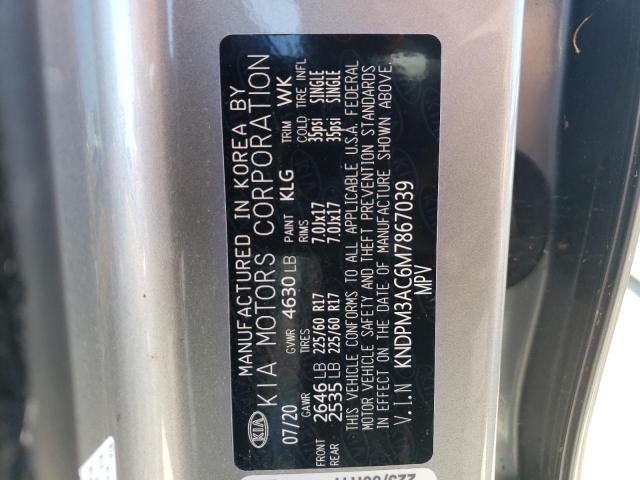 KIA
MANUFACTURED IN KOREA BY
KIA MOTORS CORPORATION
07/20 GVWR 4630 LB PAINT KLG TRIM WK
GAWR TIRES RIMS COLD TIRE INFL
FRONT 2646 LB 225/60 R17 7.0Jx17 35psi SINGLE
REAR 2535 LB 225/60 R17 7.0Jx17 35psi SINGLE
THIS VEHICLE CONFORMS TO ALL APPLICABLE U.S.A. FEDERAL
MOTOR VEHICLE SAFETY AND THEFT PREVENTION STANDARDS
IN EFFECT ON THE DATE OF MANUFACTURE SHOWN ABOVE.
V.I.N KNDPM3AC6M7867039
MPV